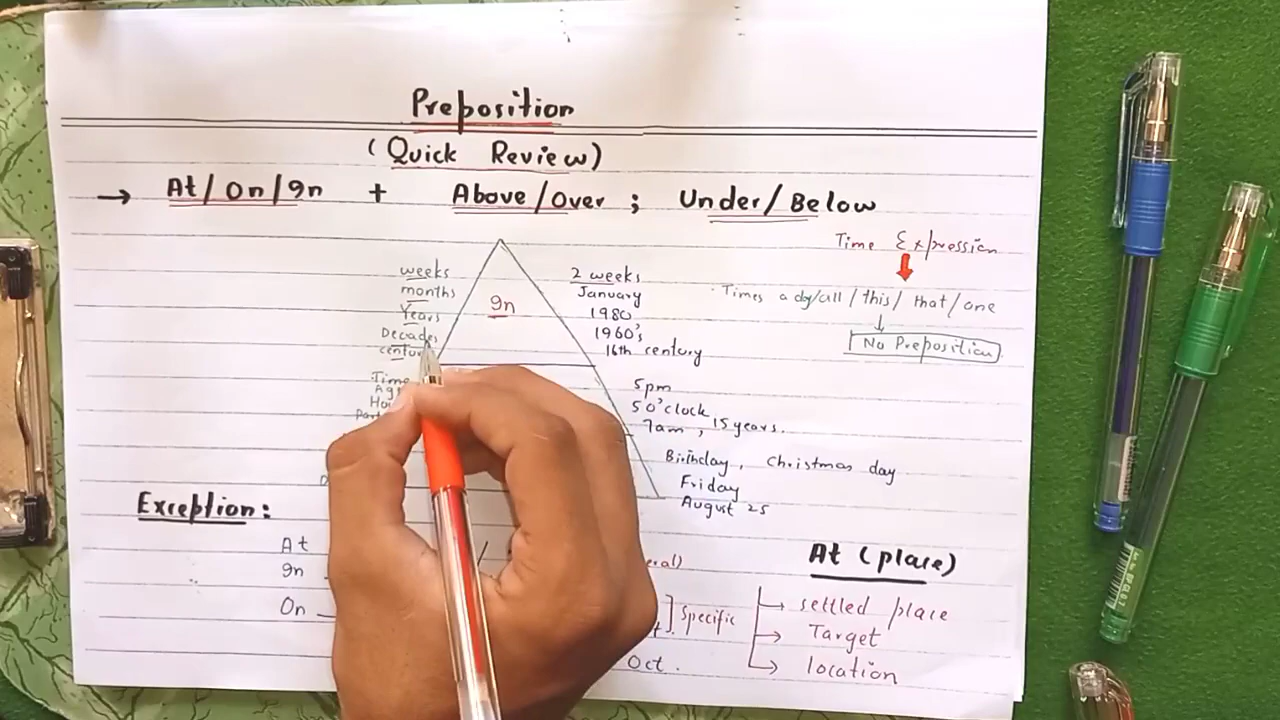 Preposition
(Quick Review)
→ At/On/In + Above/Over ; Under/Below
Time Expression
weeks
months
Years
Decades
In
2 weeks
January
1980
1960's
16th century
Times a day/all/this/that/one
No Preposition
Time
5pm
5 O'clock
7am, 15 years.
Birthday, Christmas day
Friday
August 25
Exception:
At
In
On
Specific
Oct.
At (place)
settled place
Target
location